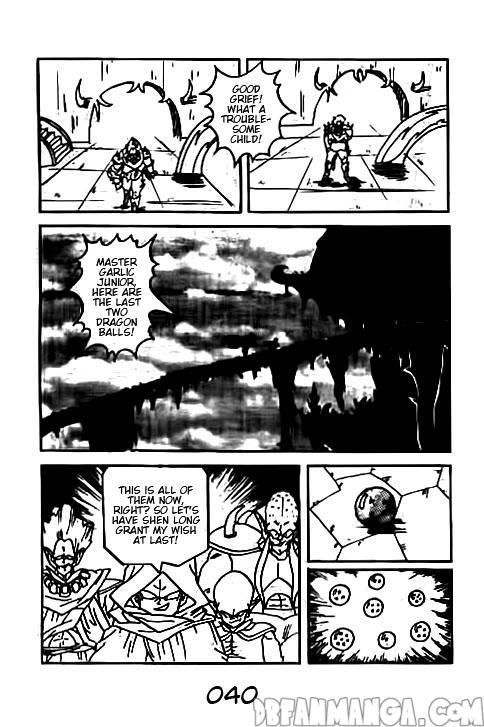 GOOD
GRIEF!
WHAT A
TROUBLE-
SOME
CHILD!
MASTER
GARLIC
JUNIOR,
HERE ARE
THE LAST
TWO
DRAGON
BALLS!
THIS IS ALL OF
THEM NOW,
RIGHT? SO LET'S
HAVE SHEN LONG
GRANT MY WISH
AT LAST!
040
DBFANMANGA.COM